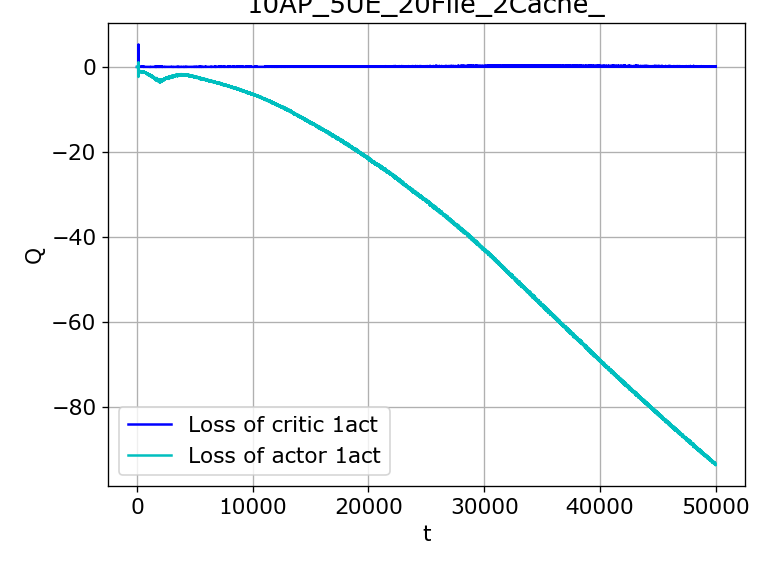 10AP_5UE_20File_2Cache_
0
−20
−40
−60
−80
Q
Loss of critic 1act
Loss of actor 1act
0 10000 20000 30000 40000 50000
t